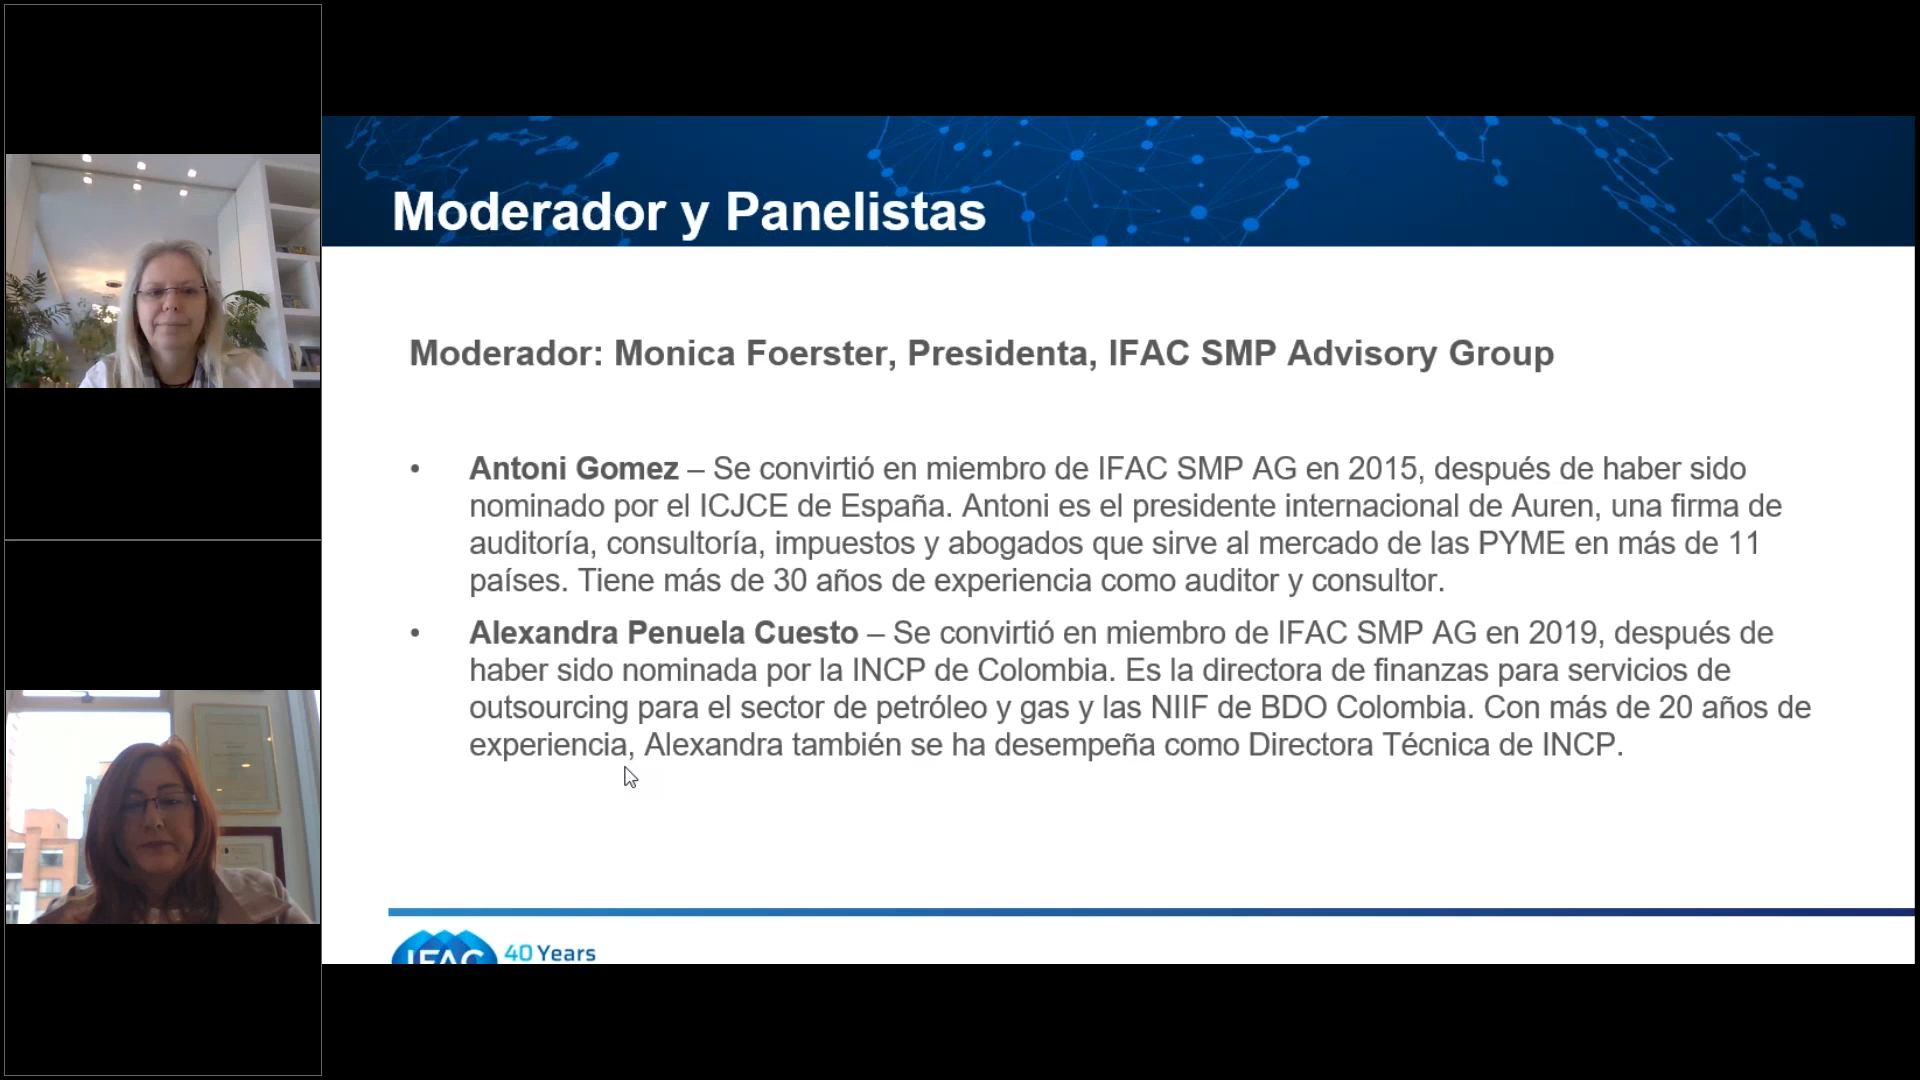 Moderador y Panelistas
Moderador: Monica Foerster, Presidenta, IFAC SMP Advisory Group
• Antoni Gomez – Se convirtió en miembro de IFAC SMP AG en 2015, después de haber sido
nominado por el ICJCE de España. Antoni es el presidente internacional de Auren, una firma de
auditoría, consultoría, impuestos y abogados que sirve al mercado de las PYME en más de 11
países. Tiene más de 30 años de experiencia como auditor y consultor.
• Alexandra Penuela Cuesto – Se convirtió en miembro de IFAC SMP AG en 2019, después de
haber sido nominada por la INCP de Colombia. Es la directora de finanzas para servicios de
outsourcing para el sector de petróleo y gas y las NIIF de BDO Colombia. Con más de 20 años de
experiencia, Alexandra también se ha desempeña como Directora Técnica de INCP.
IFAC 40 Years